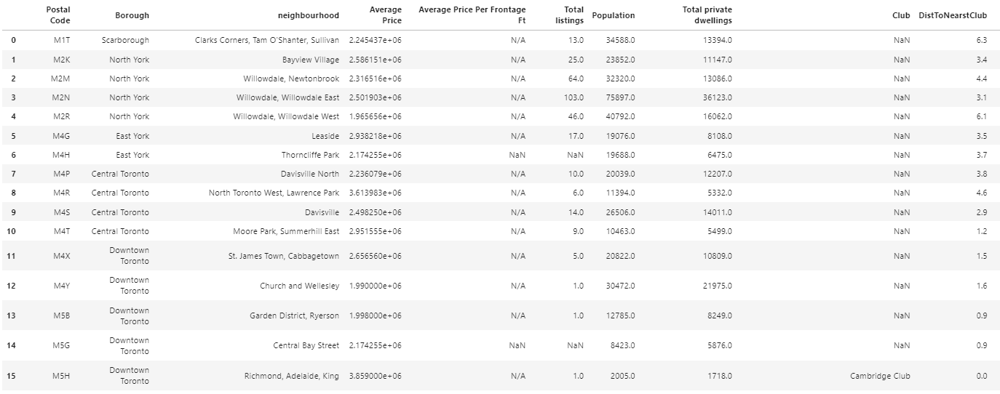 Postal Code Borough neighbourhood Average Price Average Price Per Frontage Ft Total listings Population Total private dwellings Club DistToNearstClub
0 M1T Scarborough Clarks Corners, Tam O'Shanter, Sullivan 2.245437e+06 N/A 13.0 34588.0 13394.0 NaN 6.3
1 M2K North York Bayview Village 2.586151e+06 N/A 25.0 23852.0 11147.0 NaN 3.4
2 M2M North York Willowdale, Newtonbrook 2.316516e+06 N/A 64.0 32320.0 13086.0 NaN 4.4
3 M2N North York Willowdale, Willowdale East 2.501903e+06 N/A 103.0 75897.0 36123.0 NaN 3.1
4 M2R North York Willowdale, Willowdale West 1.965656e+06 N/A 46.0 40792.0 16062.0 NaN 6.1
5 M4G East York Leaside 2.938218e+06 N/A 17.0 19076.0 8108.0 NaN 3.5
6 M4H East York Thorncliffe Park 2.174255e+06 NaN NaN 19688.0 6475.0 NaN 3.7
7 M4P Central Toronto Davisville North 2.236079e+06 N/A 10.0 20039.0 12207.0 NaN 3.8
8 M4R Central Toronto North Toronto West, Lawrence Park 3.613983e+06 N/A 6.0 11394.0 5332.0 NaN 4.6
9 M4S Central Toronto Davisville 2.498250e+06 N/A 14.0 26506.0 14011.0 NaN 2.9
10 M4T Central Toronto Moore Park, Summerhill East 2.951555e+06 N/A 9.0 10463.0 5499.0 NaN 1.2
11 M4X Downtown Toronto St. James Town, Cabbagetown 2.656560e+06 N/A 5.0 20822.0 10809.0 NaN 1.5
12 M4Y Downtown Toronto Church and Wellesley 1.990000e+06 N/A 1.0 30472.0 21975.0 NaN 1.6
13 M5B Downtown Toronto Garden District, Ryerson 1.998000e+06 N/A 1.0 12785.0 8249.0 NaN 0.9
14 M5G Downtown Toronto Central Bay Street 2.174255e+06 NaN NaN 8423.0 5876.0 NaN 0.9
15 M5H Downtown Toronto Richmond, Adelaide, King 3.859000e+06 N/A 1.0 2005.0 1718.0 Cambridge Club 0.0